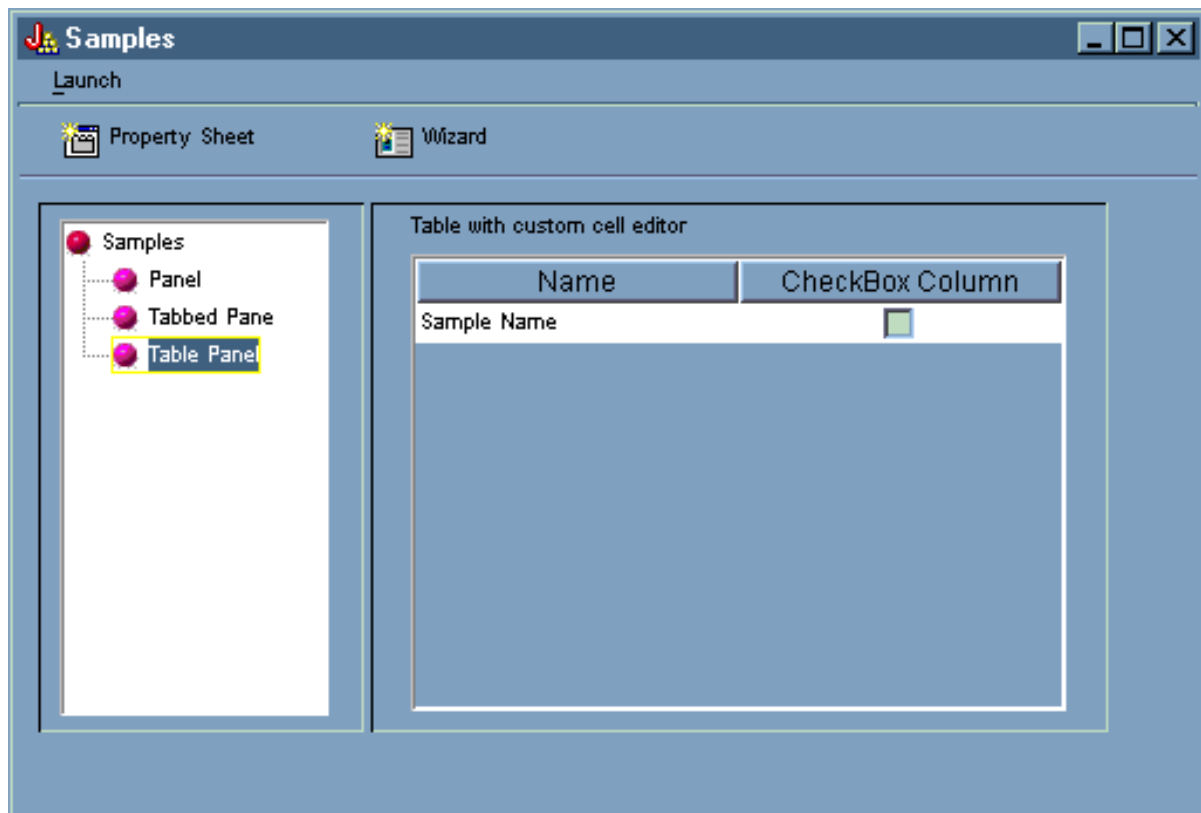 Samples
Launch
Property Sheet Wizard
Samples
Panel
Tabbed Pane
Table Panel
Table with custom cell editor
Name CheckBox Column
Sample Name